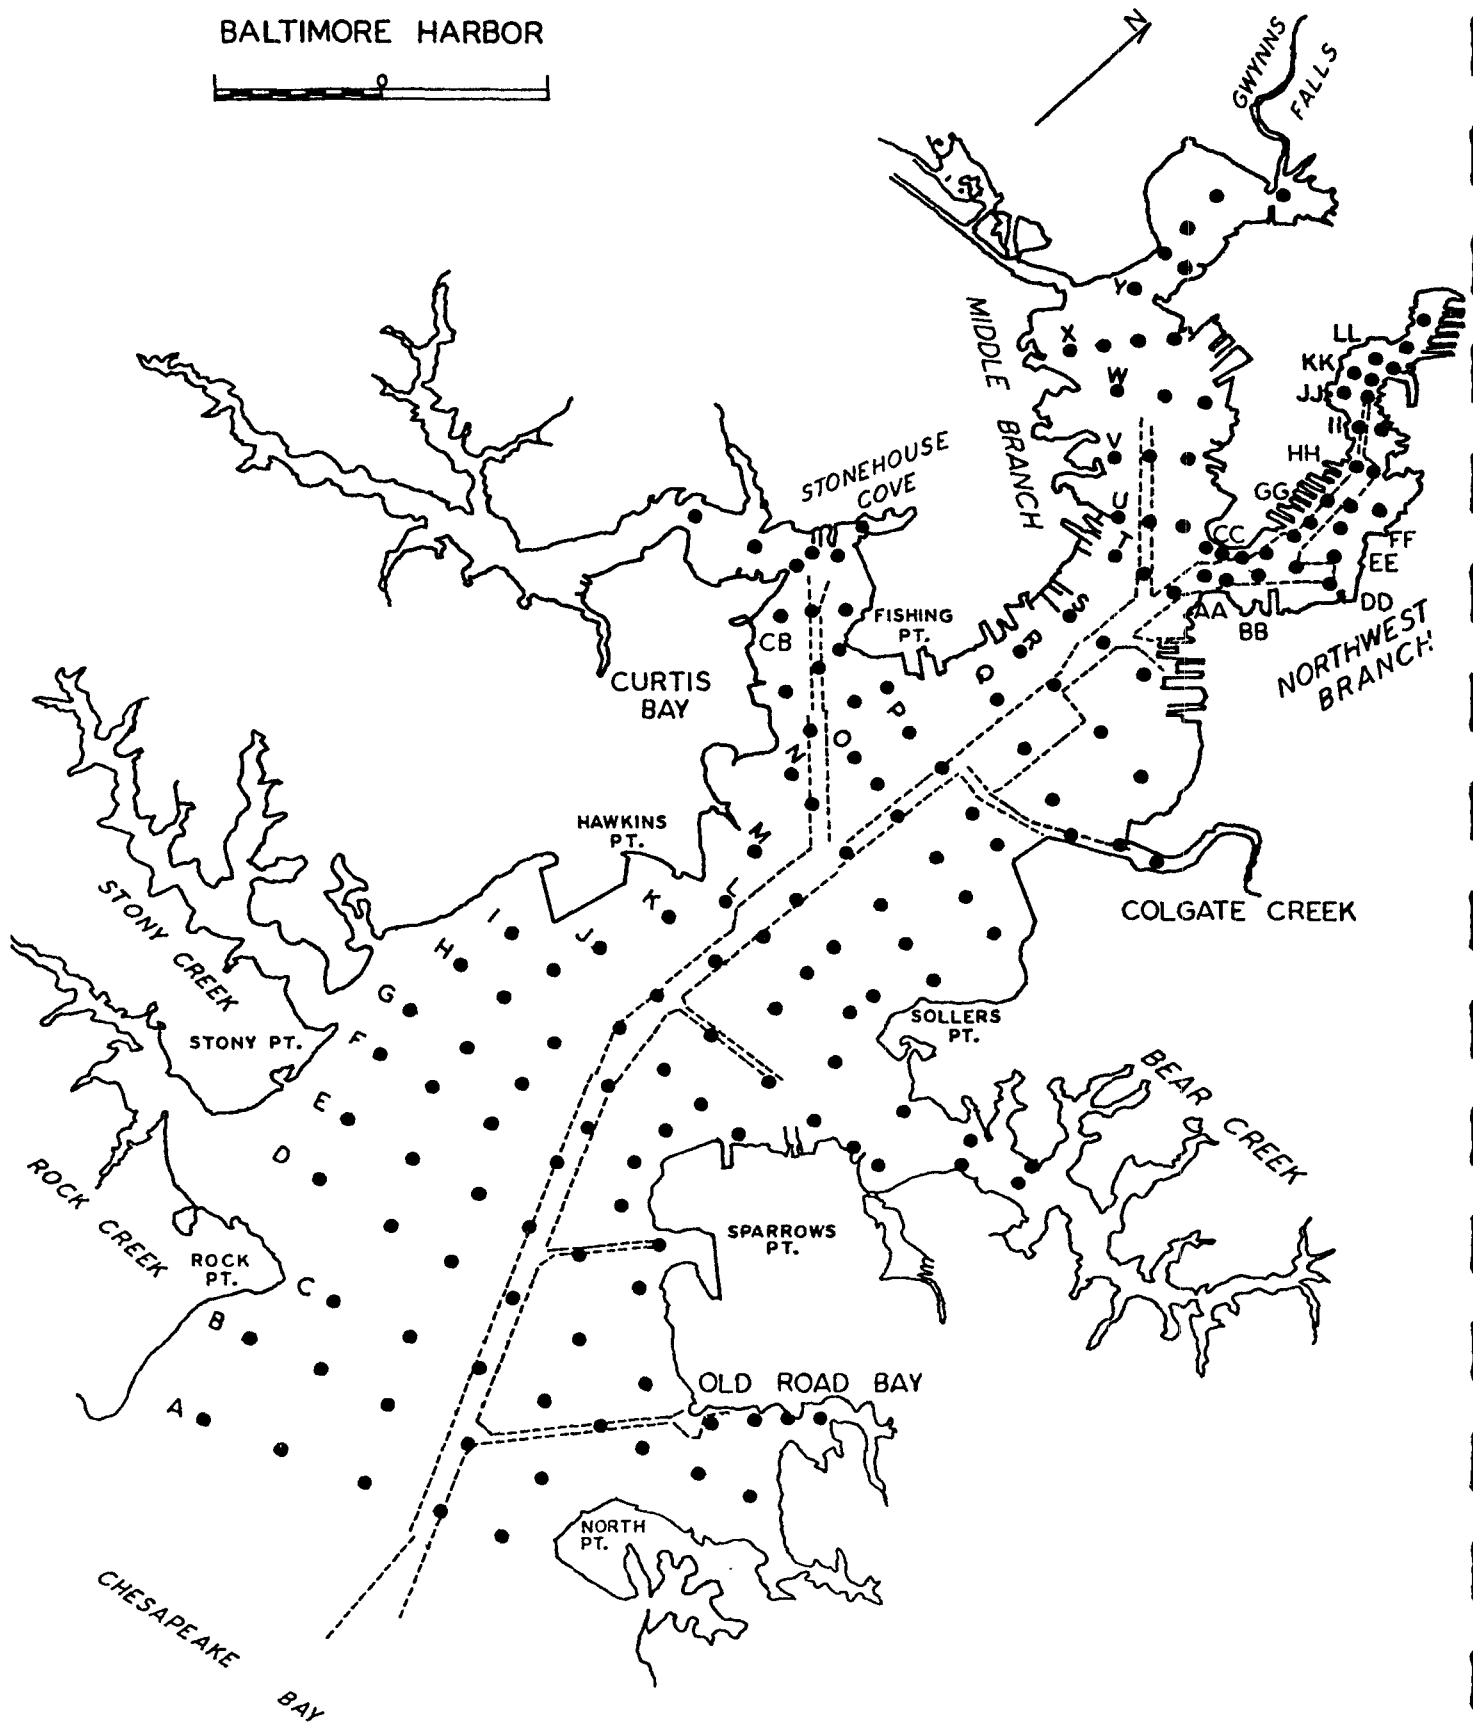 BALTIMORE HARBOR
0
N
GWYNNS
FALLS
Y
MIDDLE
BRANCH
X
W
V
U
T
S
R
Q
P
O
N
M
L
K
J
I
H
G
F
E
D
C
B
A
LL
KK
JJ
II
HH
GG
FF
EE
DD
CC
BB
AA
NORTHWEST
BRANCH
STONEHOUSE
COVE
FISHING
PT.
CB
CURTIS
BAY
HAWKINS
PT.
COLGATE CREEK
STONY CREEK
STONY PT.
SOLLERS
PT.
BEAR CREEK
ROCK CREEK
ROCK
PT.
SPARROWS
PT.
OLD ROAD BAY
NORTH
PT.
CHESAPEAKE
BAY